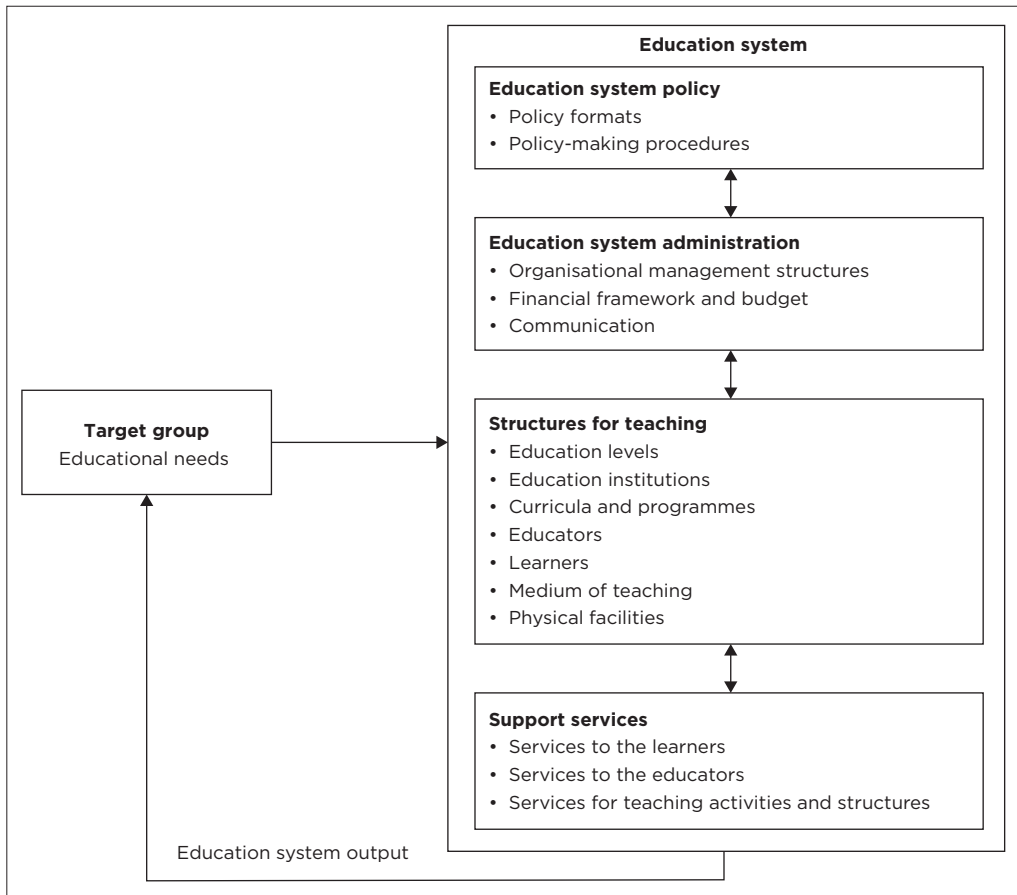 Education system
Education system policy
• Policy formats
• Policy-making procedures
Education system administration
• Organisational management structures
• Financial framework and budget
• Communication
Target group
Educational needs
Structures for teaching
• Education levels
• Education institutions
• Curricula and programmes
• Educators
• Learners
• Medium of teaching
• Physical facilities
Support services
• Services to the learners
• Services to the educators
• Services for teaching activities and structures
Education system output